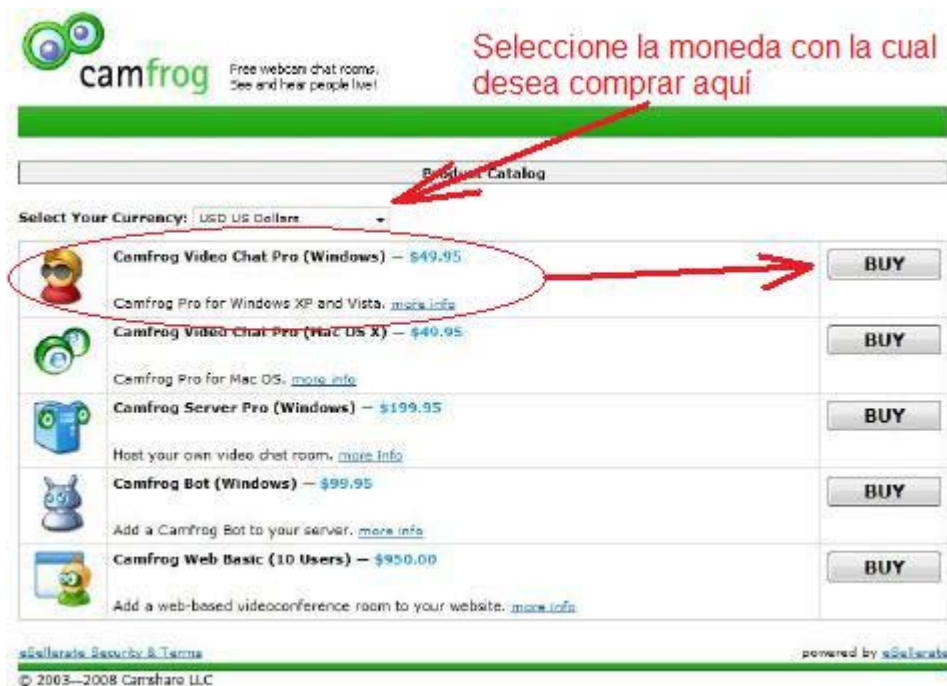 camfrog
Free webcam chat rooms.
See and hear people live!
Seleccione la moneda con la cual
desea comprar aquí
Product Catalog
Select Your Currency: USD US Dollars
Camfrog Video Chat Pro (Windows) — $49.95
BUY
Camfrog Pro for Windows XP and Vista. more info
Camfrog Video Chat Pro (Mac OS X) — $49.95
BUY
Camfrog Pro for Mac OS. more info
Camfrog Server Pro (Windows) — $199.95
BUY
Host your own video chat room. more info
Camfrog Bot (Windows) — $99.95
BUY
Add a Camfrog Bot to your server. more info
Camfrog Web Basic (10 Users) — $950.00
BUY
Add a web-based videoconference room to your website. more info
eSellerate Security & Terms
powered by eSellerate
© 2003—2008 Camshare LLC